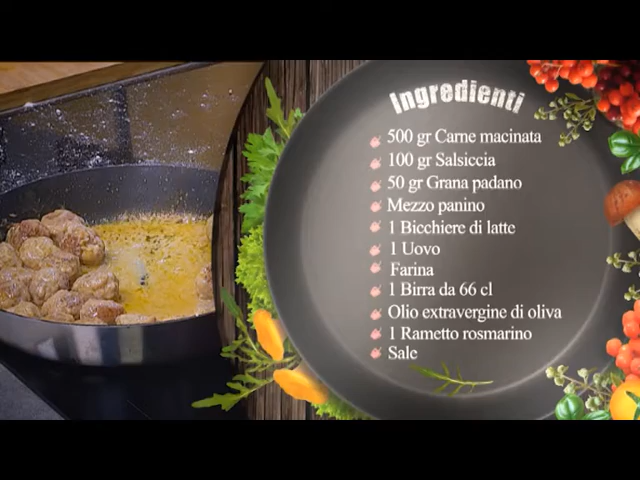 Ingredienti
500 gr Carne macinata
100 gr Salsiccia
50 gr Grana padano
Mezzo panino
1 Bicchiere di latte
1 Uovo
Farina
1 Birra da 66 cl
Olio extravergine di oliva
1 Rametto rosmarino
Sale